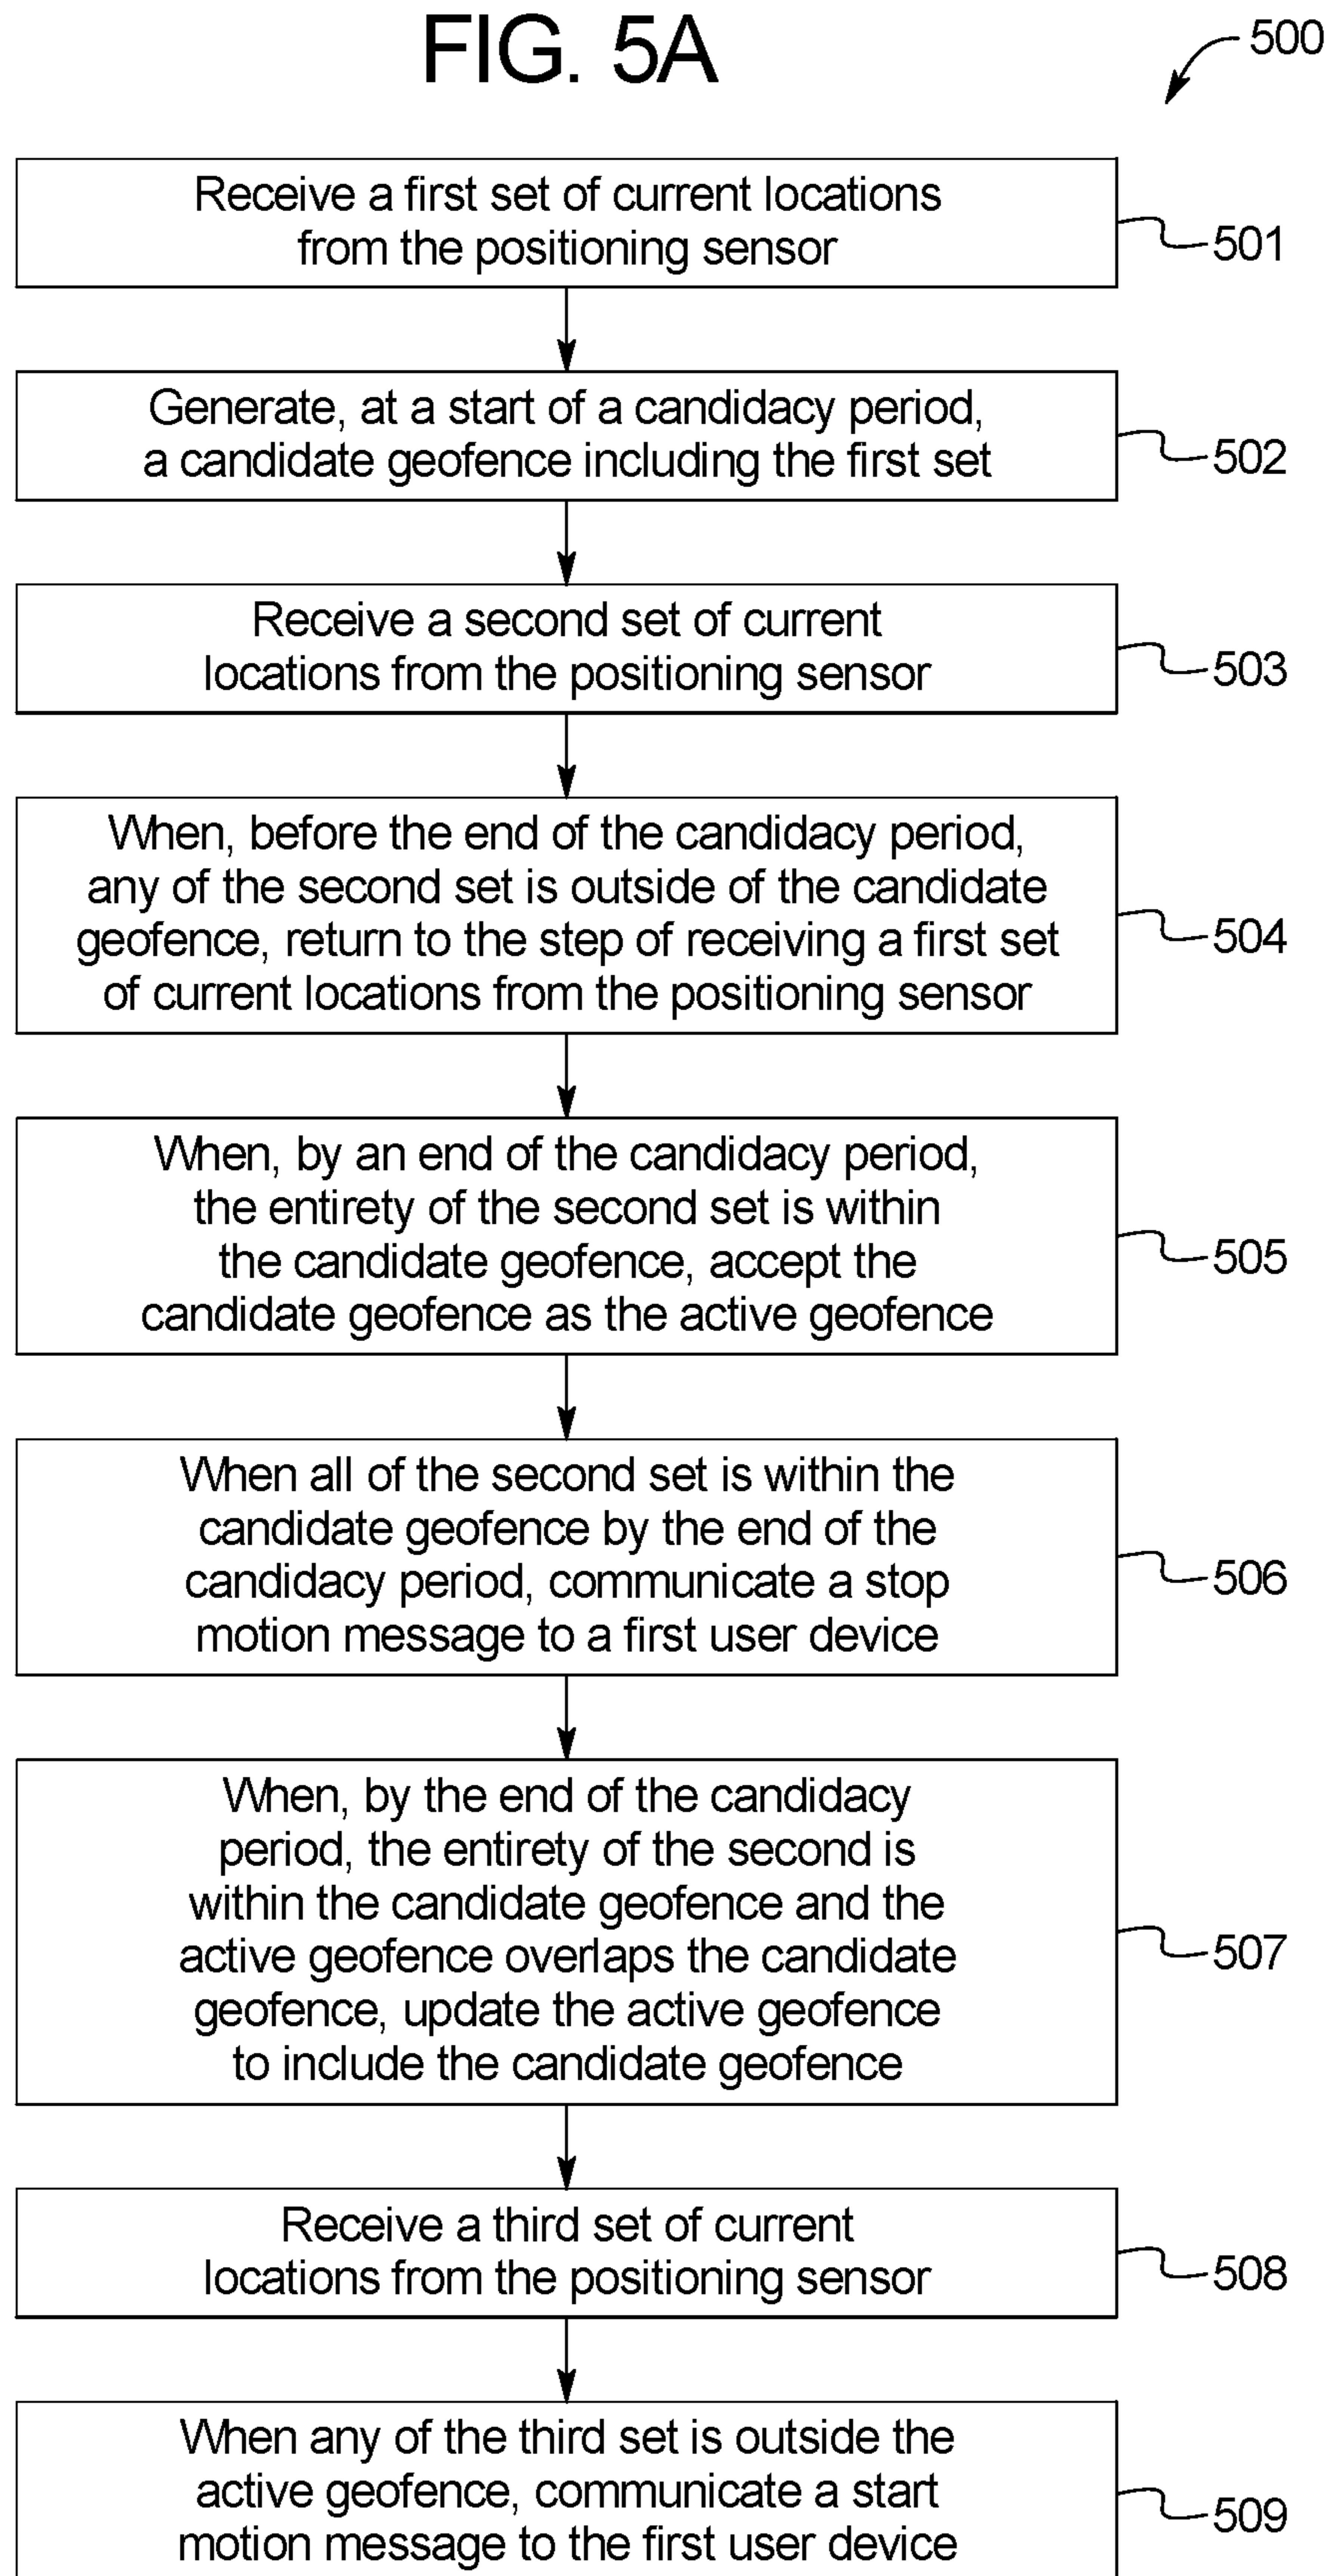 FIG. 5A
500
Receive a first set of current locations
from the positioning sensor
501
Generate, at a start of a candidacy period,
a candidate geofence including the first set
502
Receive a second set of current
locations from the positioning sensor
503
When, before the end of the candidacy period,
any of the second set is outside of the candidate
geofence, return to the step of receiving a first set
of current locations from the positioning sensor
504
When, by an end of the candidacy period,
the entirety of the second set is within
the candidate geofence, accept the
candidate geofence as the active geofence
505
When all of the second set is within the
candidate geofence by the end of the
candidacy period, communicate a stop
motion message to a first user device
506
When, by the end of the candidacy
period, the entirety of the second is
within the candidate geofence and the
active geofence overlaps the candidate
geofence, update the active geofence
to include the candidate geofence
507
Receive a third set of current
locations from the positioning sensor
508
When any of the third set is outside the
active geofence, communicate a start
motion message to the first user device
509